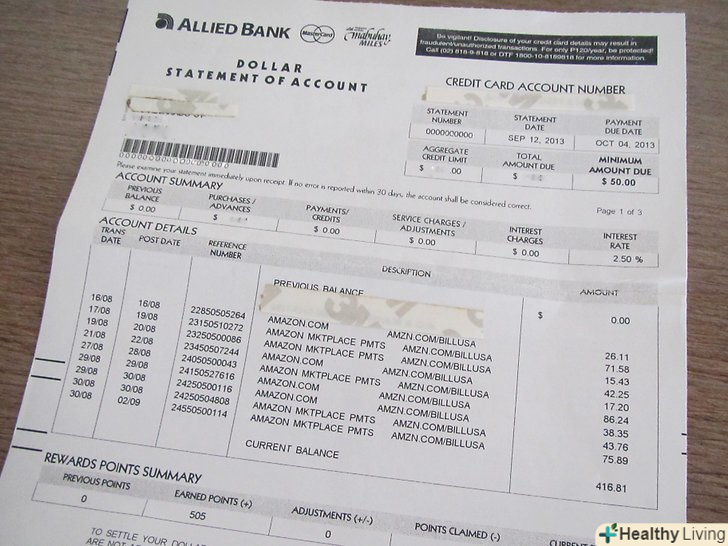 ALLIED BANK
MasterCard
Mabuhay
MILES
Be vigilant! Disclosure of your credit card details may result in
fraudulent/unauthorized transactions. For only P120/year, be protected!
Call (02) 818-9-818 or DTF 1800-10-8189818 for more information.
DOLLAR
STATEMENT OF ACCOUNT
CREDIT CARD ACCOUNT NUMBER
STATEMENT NUMBER STATEMENT DATE PAYMENT DUE DATE
0000000000 SEP 12, 2013 OCT 04, 2013
AGGREGATE CREDIT LIMIT TOTAL AMOUNT DUE MINIMUM AMOUNT DUE
$ .00 $ $ 50.00
Please examine your statement immediately upon receipt. If no error is reported within 30 days, the account shall be considered correct.
Page 1 of 3
ACCOUNT SUMMARY
PREVIOUS BALANCE PURCHASES / ADVANCES PAYMENTS/ CREDITS SERVICE CHARGES / ADJUSTMENTS INTEREST CHARGES INTEREST RATE
$ 0.00 $ $ 0.00 $ 0.00 $ 0.00 2.50 %
ACCOUNT DETAILS
TRANS DATE POST DATE REFERENCE NUMBER DESCRIPTION AMOUNT
PREVIOUS BALANCE $ 0.00
16/08 16/08 22850505264 AMAZON.COM AMZN.COM/BILLUSA 26.11
17/08 19/08 23150510272 AMAZON MKTPLACE PMTS AMZN.COM/BILLUSA 71.58
19/08 20/08 23250500086 AMAZON MKTPLACE PMTS AMZN.COM/BILLUSA 15.43
21/08 22/08 23450507244 AMAZON.COM AMZN.COM/BILLUSA 42.25
27/08 28/08 24050500043 AMAZON MKTPLACE PMTS AMZN.COM/BILLUSA 17.20
29/08 30/08 24150527616 AMAZON.COM AMZN.COM/BILLUSA 86.24
29/08 30/08 24250500116 AMAZON.COM AMZN.COM/BILLUSA 38.35
30/08 30/08 24250504808 AMAZON MKTPLACE PMTS AMZN.COM/BILLUSA 43.76
30/08 02/09 24550500114 AMAZON MKTPLACE PMTS AMZN.COM/BILLUSA 75.89
CURRENT BALANCE 416.81
REWARDS POINTS SUMMARY
PREVIOUS POINTS EARNED POINTS (+) ADJUSTMENTS (+/-) POINTS CLAIMED (-)
0 505 0
TO SETTLE YOUR
ARE NOT
Healthy Living